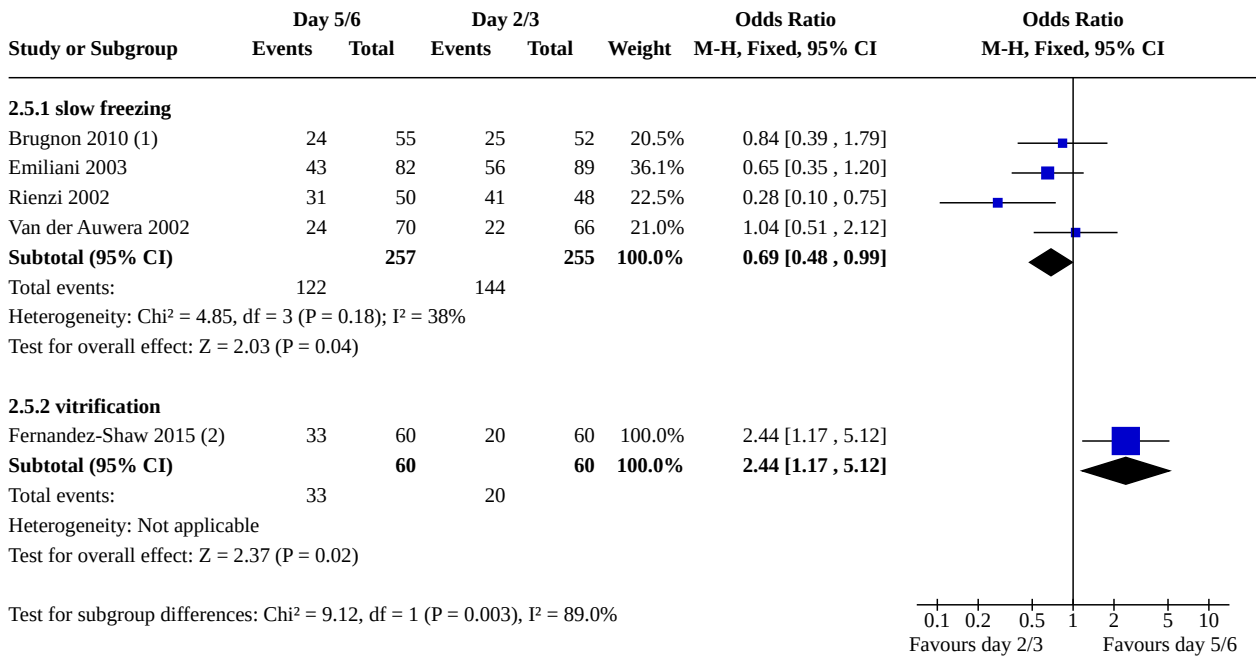 Day 5/6 Day 2/3 Odds Ratio Odds Ratio
Study or Subgroup Events Total Events Total Weight M-H, Fixed, 95% CI M-H, Fixed, 95% CI
2.5.1 slow freezing
Brugnon 2010 (1) 24 55 25 52 20.5% 0.84 [0.39 , 1.79]
Emiliani 2003 43 82 56 89 36.1% 0.65 [0.35 , 1.20]
Rienzi 2002 31 50 41 48 22.5% 0.28 [0.10 , 0.75]
Van der Auwera 2002 24 70 22 66 21.0% 1.04 [0.51 , 2.12]
Subtotal (95% CI) 257 255 100.0% 0.69 [0.48 , 0.99]
Total events: 122 144
Heterogeneity: Chi² = 4.85, df = 3 (P = 0.18); I² = 38%
Test for overall effect: Z = 2.03 (P = 0.04)
2.5.2 vitrification
Fernandez-Shaw 2015 (2) 33 60 20 60 100.0% 2.44 [1.17 , 5.12]
Subtotal (95% CI) 60 60 100.0% 2.44 [1.17 , 5.12]
Total events: 33 20
Heterogeneity: Not applicable
Test for overall effect: Z = 2.37 (P = 0.02)
Test for subgroup differences: Chi² = 9.12, df = 1 (P = 0.003), I² = 89.0%
0.1 0.2 0.5 1 2 5 10
Favours day 2/3 Favours day 5/6